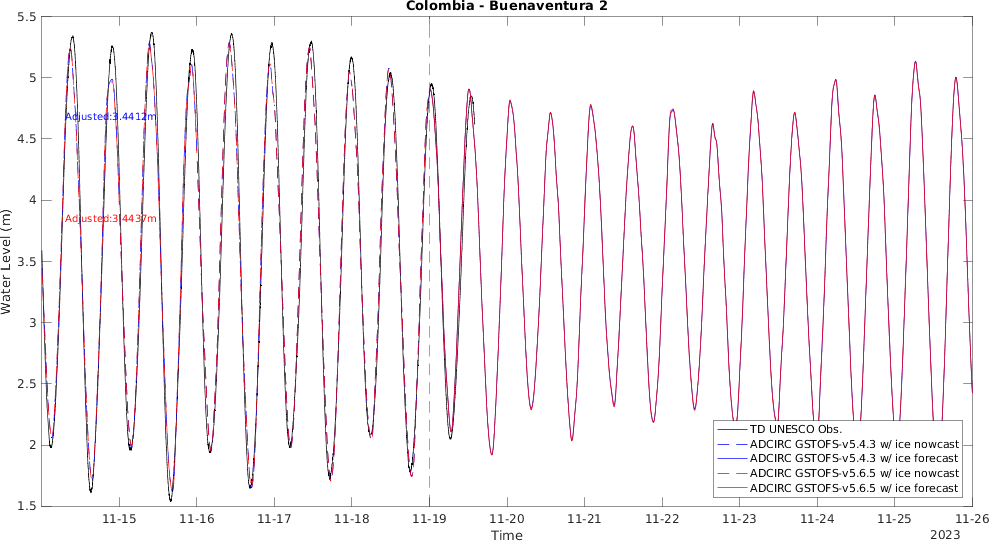 Colombia - Buenaventura 2
5.5
5
4.5
4
3.5
3
2.5
2
1.5
Water Level (m)
Adjusted:3.4412m
Adjusted:3.4437m
TD UNESCO Obs.
ADCIRC GSTOFS-v5.4.3 w/ ice nowcast
ADCIRC GSTOFS-v5.4.3 w/ ice forecast
ADCIRC GSTOFS-v5.6.5 w/ ice nowcast
ADCIRC GSTOFS-v5.6.5 w/ ice forecast
11-15 11-16 11-17 11-18 11-19 11-20 11-21 11-22 11-23 11-24 11-25 11-26
Time
2023